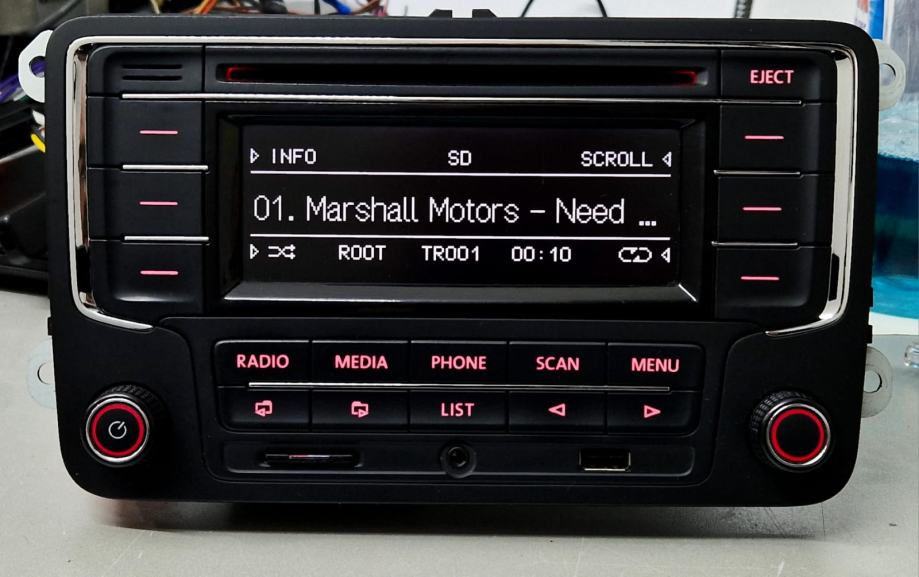 EJECT
INFO SD SCROLL
01. Marshall Motors - Need ...
ROOT TR001 00:10
RADIO MEDIA PHONE SCAN MENU
LIST